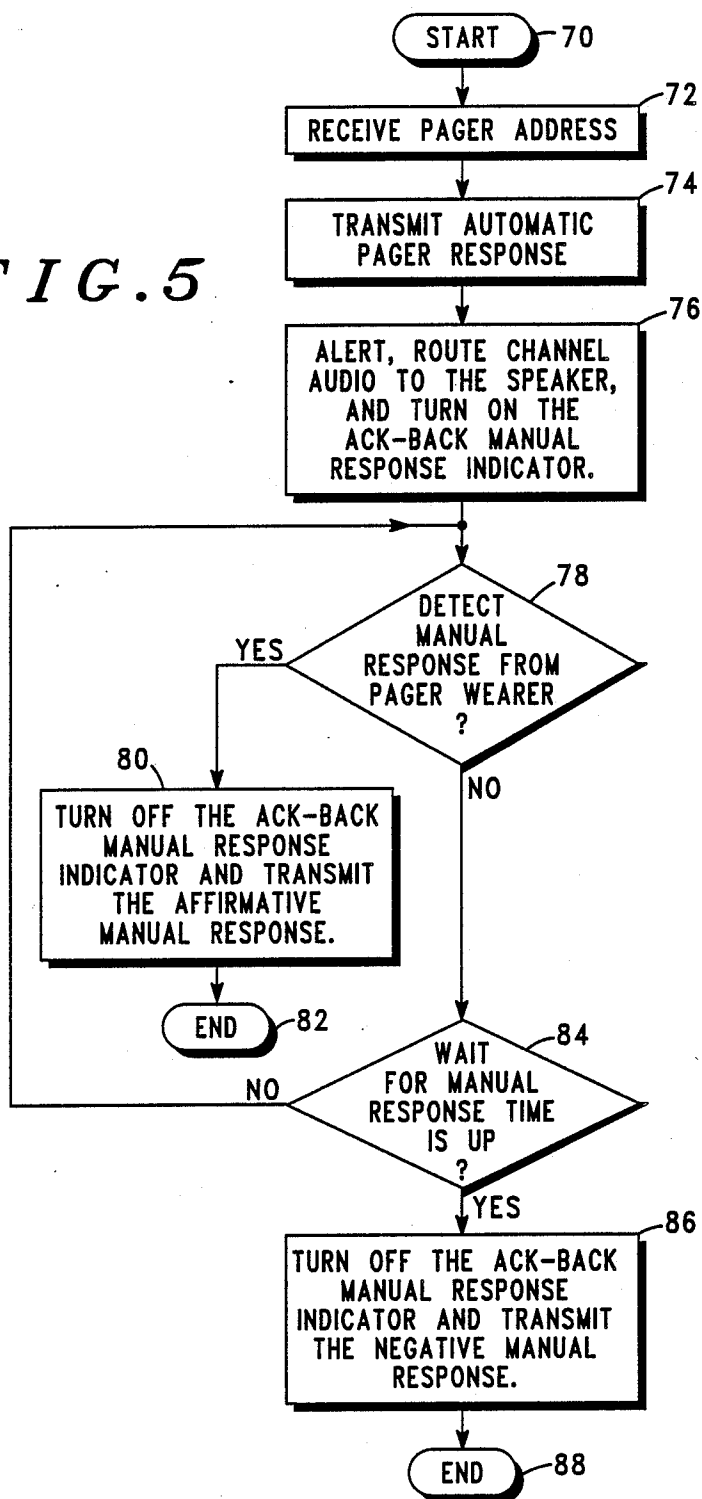 START
70
72
RECEIVE PAGER ADDRESS
74
TRANSMIT AUTOMATIC
PAGER RESPONSE
FIG.5
76
ALERT, ROUTE CHANNEL
AUDIO TO THE SPEAKER,
AND TURN ON THE
ACK-BACK MANUAL
RESPONSE INDICATOR.
78
DETECT
MANUAL
RESPONSE FROM
PAGER WEARER
?
YES
NO
80
TURN OFF THE ACK-BACK
MANUAL RESPONSE
INDICATOR AND TRANSMIT
THE AFFIRMATIVE
MANUAL RESPONSE.
END
82
84
WAIT
FOR MANUAL
RESPONSE TIME
IS UP
?
NO
YES
86
TURN OFF THE ACK-BACK
MANUAL RESPONSE
INDICATOR AND TRANSMIT
THE NEGATIVE MANUAL
RESPONSE.
END
88